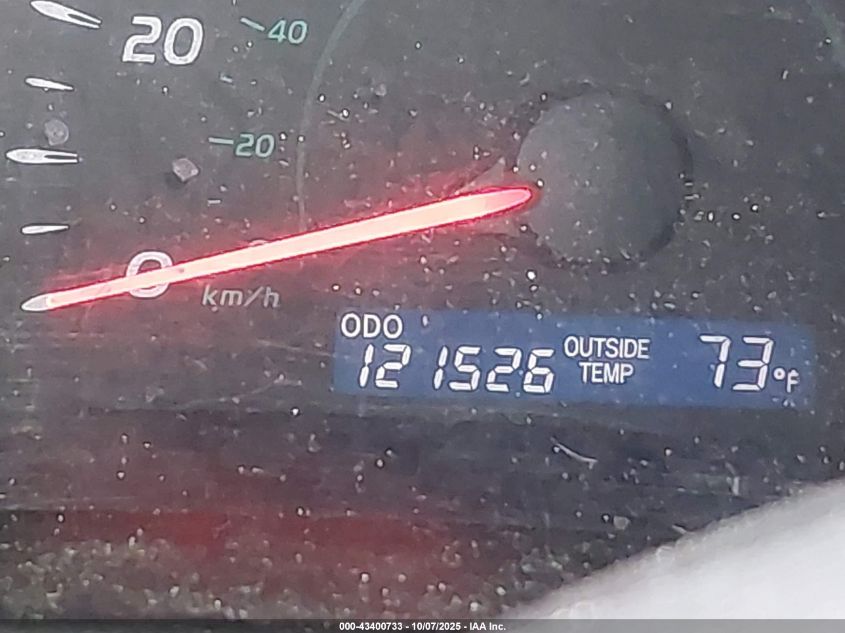 20
40
20
0
km/h
ODO
121526
OUTSIDE
TEMP
73°F
000-43400733 - 10/07/2025 - IAA Inc.